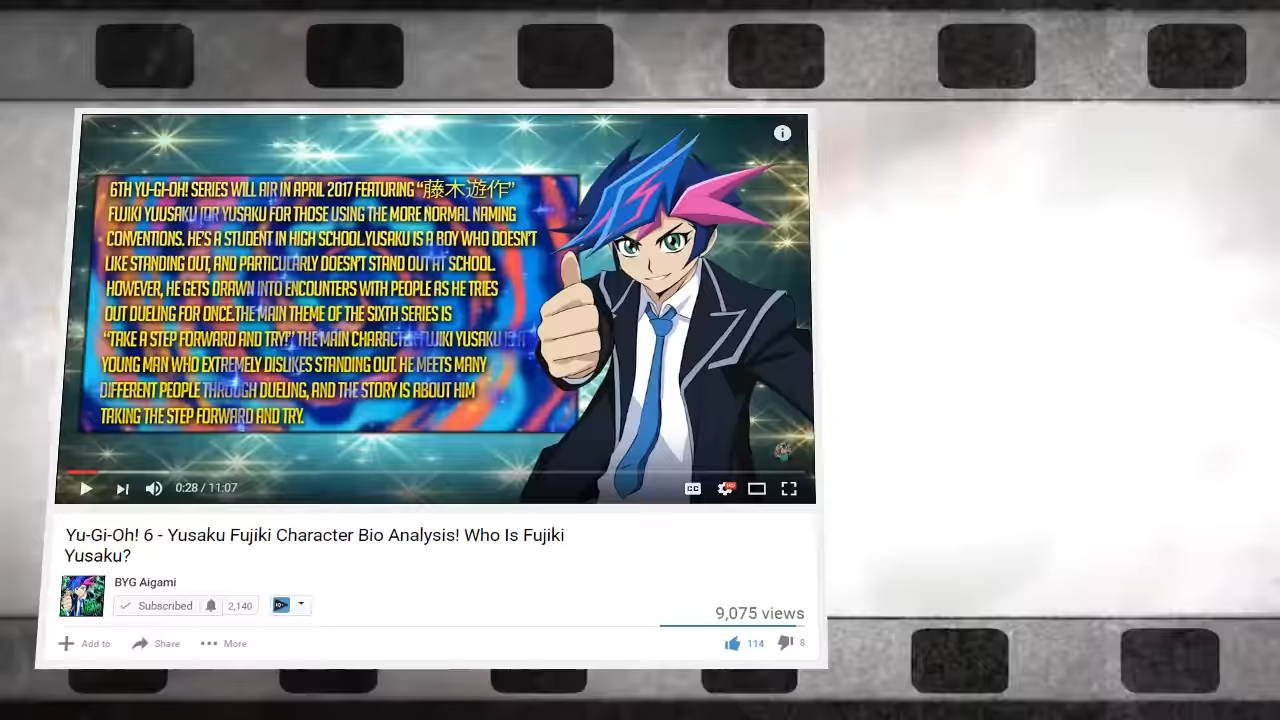 6TH YU-GI-OH! SERIES WILL AIR IN APRIL 2017 FEATURING “藤木遊作”
FUJIKI YUUSAKU (OR YUSAKU FOR THOSE USING THE MORE NORMAL NAMING
CONVENTIONS. HE'S A STUDENT IN HIGH SCHOOL.YUSAKU IS A BOY WHO DOESN'T
LIKE STANDING OUT, AND PARTICULARLY DOESN'T STAND OUT AT SCHOOL.
HOWEVER, HE GETS DRAWN INTO ENCOUNTERS WITH PEOPLE AS HE TRIES
OUT DUELING FOR ONCE.THE MAIN THEME OF THE SIXTH SERIES IS
“TAKE A STEP FORWARD AND TRY!” THE MAIN CHARACTER FUJIKI YUSAKU IS A
YOUNG MAN WHO EXTREMELY DISLIKES STANDING OUT. HE MEETS MANY
DIFFERENT PEOPLE THROUGH DUELING, AND THE STORY IS ABOUT HIM
TAKING THE STEP FORWARD AND TRY.
0:28 / 11:07
CC
HD
Yu-Gi-Oh! 6 - Yusaku Fujiki Character Bio Analysis! Who Is Fujiki
Yusaku?
BYG Aigami
Subscribed 2,140
9,075 views
Add to Share More
114 8